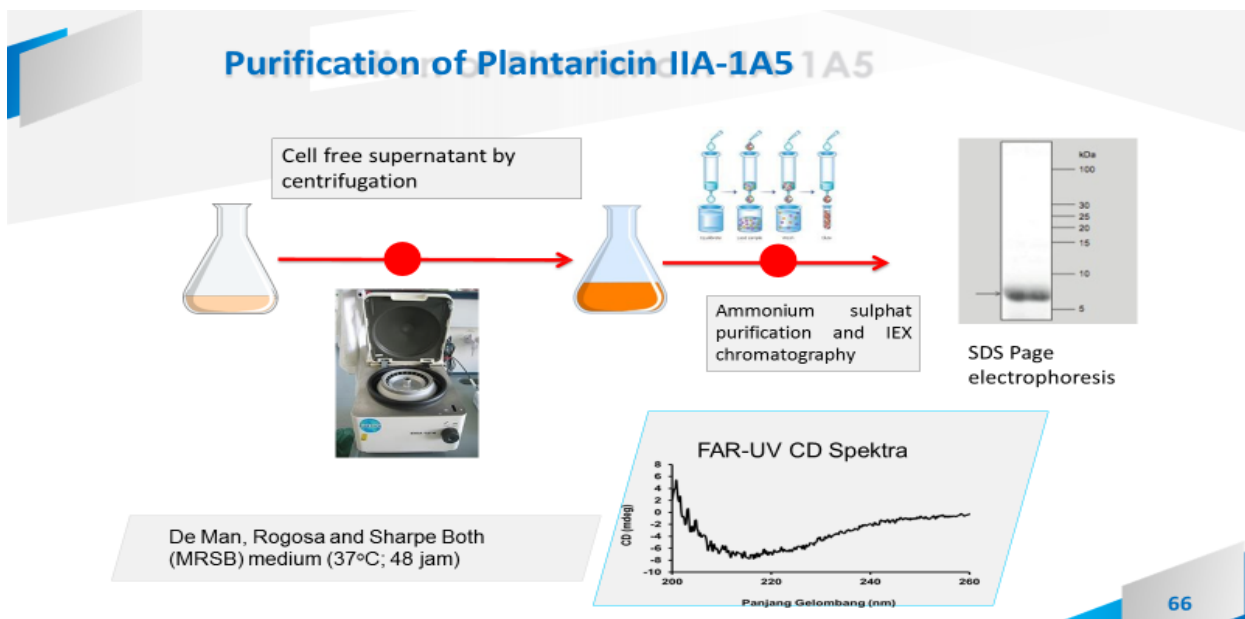 Purification of Plantaricin IIA-1A5
Cell free supernatant by
centrifugation
Ammonium sulphat
purification and IEX
chromatography
kDa
100
30
25
20
15
10
5
SDS Page
electrophoresis
De Man, Rogosa and Sharpe Both
(MRSB) medium (37ºC; 48 jam)
FAR-UV CD Spektra
CD (mdeg)
8
6
4
2
0
-2
-4
-6
-8
-10
200
220
240
260
Panjang Gelombang (nm)
66